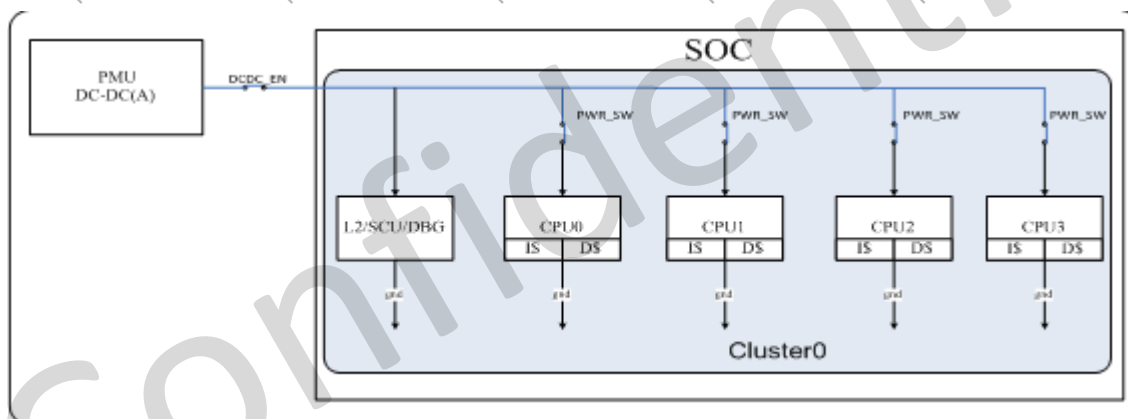 SOC
PMU
DC-DC(A)
DCDC_EN
PWR_SW
PWR_SW
PWR_SW
PWR_SW
L2/SCU/DBG
CPU0
I$ D$
CPU1
I$ D$
CPU2
I$ D$
CPU3
I$ D$
gnd
gnd
gnd
gnd
gnd
Cluster0
Confidenti